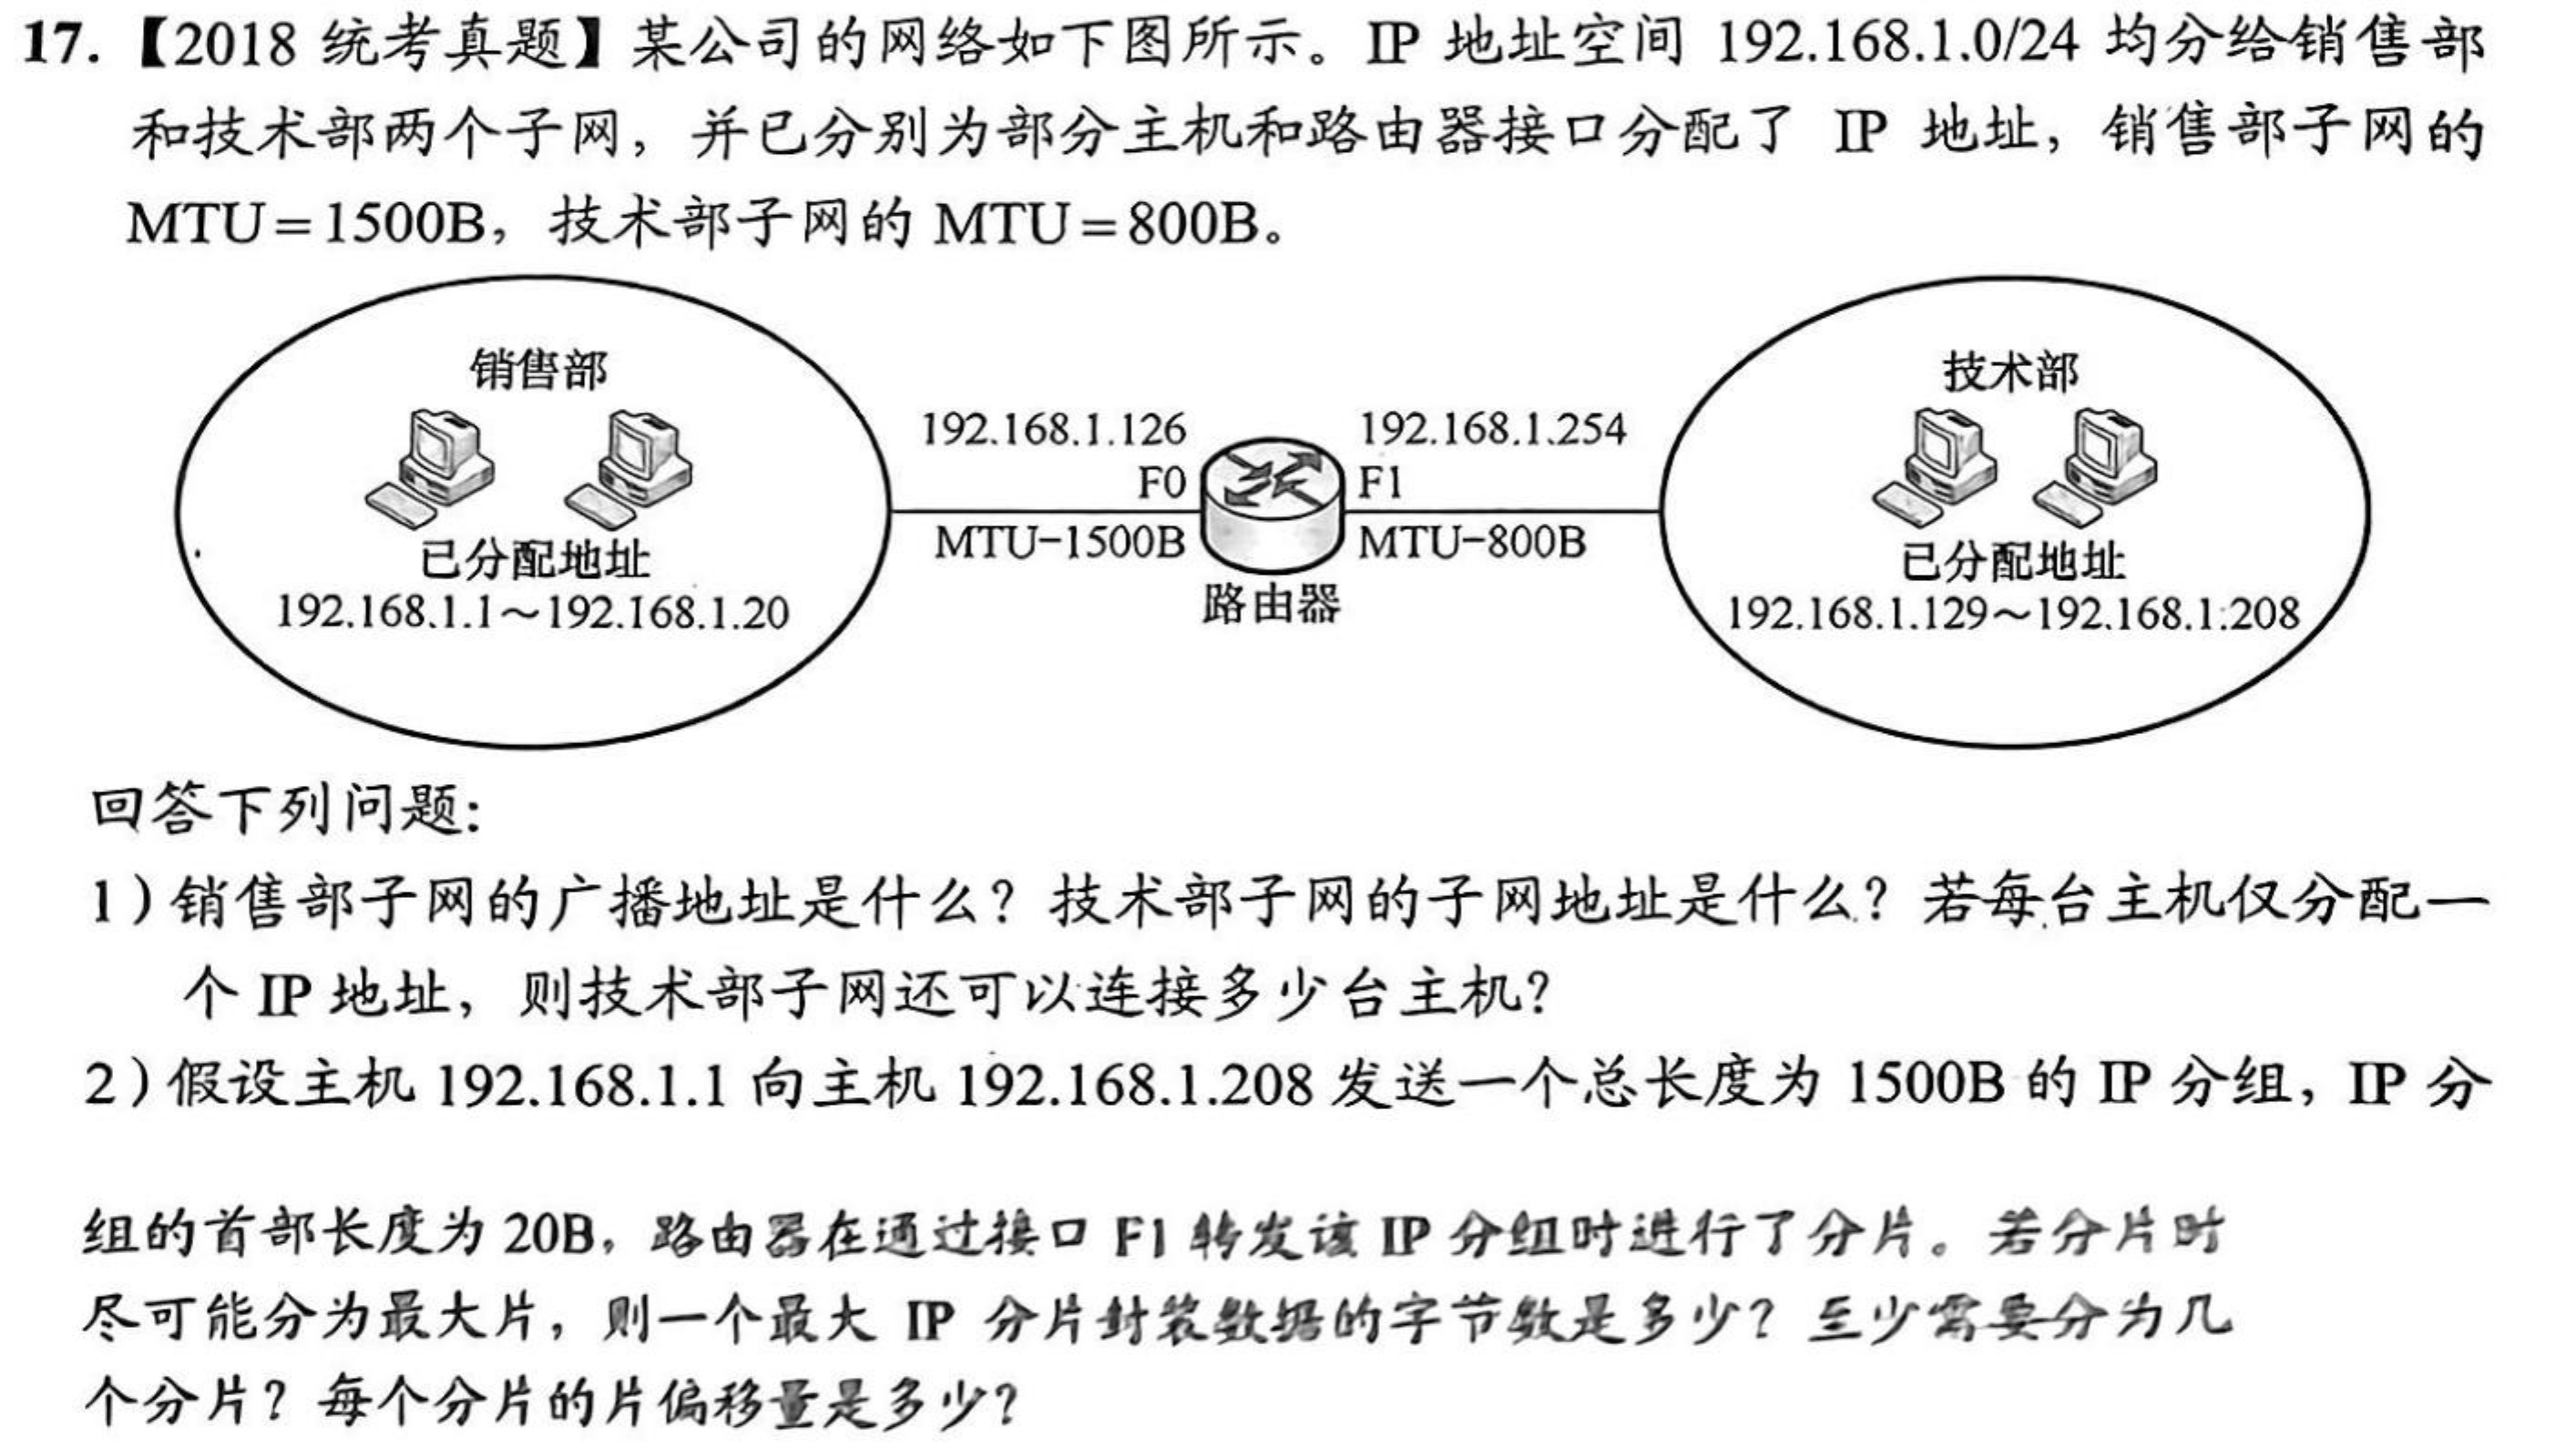 17.【2018 统考真题】某公司的网络如下图所示。IP 地址空间 192.168.1.0/24 均分给销售部
和技术部两个子网，并已分别为部分主机和路由器接口分配了 IP 地址，销售部子网的
MTU=1500B，技术部子网的 MTU=800B。
销售部
技术部
192.168.1.126
192.168.1.254
F0
F1
MTU-1500B
MTU-800B
已分配地址
192.168.1.1～192.168.1.20
路由器
已分配地址
192.168.1.129～192.168.1:208
回答下列问题：
1）销售部子网的广播地址是什么？技术部子网的子网地址是什么？若每台主机仅分配一
个 IP 地址，则技术部子网还可以连接多少台主机？
2）假设主机 192.168.1.1 向主机 192.168.1.208 发送一个总长度为 1500B 的 IP 分组，IP 分
组的首部长度为 20B，路由器在通过接口 F1 转发该 IP 分组时进行了分片。若分片时
尽可能分为最大片，则一个最大 IP 分片封装数据的字节数是多少？至少需要分为几
个分片？每个分片的片偏移量是多少？